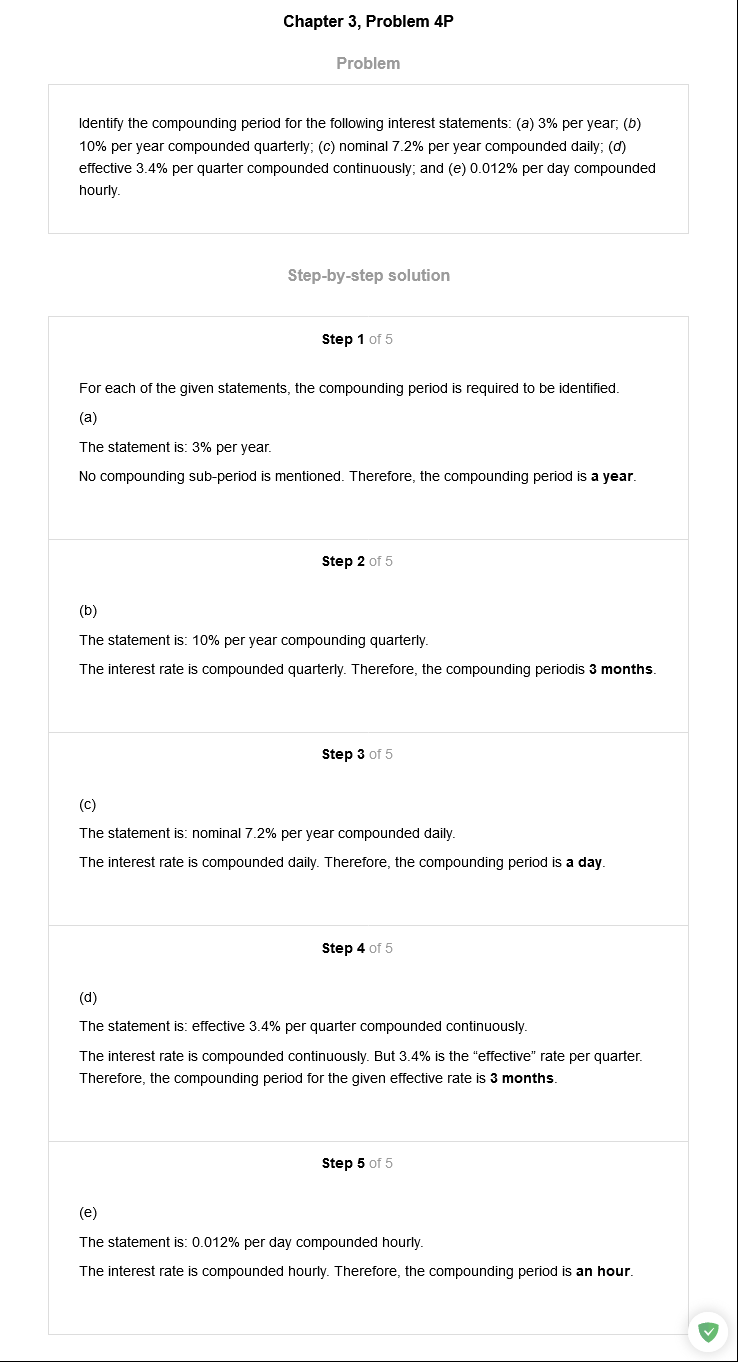 Chapter 3, Problem 4P
Problem
Identify the compounding period for the following interest statements: (a) 3% per year; (b)
10% per year compounded quarterly; (c) nominal 7.2% per year compounded daily; (d)
effective 3.4% per quarter compounded continuously; and (e) 0.012% per day compounded
hourly.
Step-by-step solution
Step 1 of 5
For each of the given statements, the compounding period is required to be identified.
(a)
The statement is: 3% per year.
No compounding sub-period is mentioned. Therefore, the compounding period is a year.
Step 2 of 5
(b)
The statement is: 10% per year compounding quarterly.
The interest rate is compounded quarterly. Therefore, the compounding periodis 3 months.
Step 3 of 5
(c)
The statement is: nominal 7.2% per year compounded daily.
The interest rate is compounded daily. Therefore, the compounding period is a day.
Step 4 of 5
(d)
The statement is: effective 3.4% per quarter compounded continuously.
The interest rate is compounded continuously. But 3.4% is the “effective” rate per quarter.
Therefore, the compounding period for the given effective rate is 3 months.
Step 5 of 5
(e)
The statement is: 0.012% per day compounded hourly.
The interest rate is compounded hourly. Therefore, the compounding period is an hour.